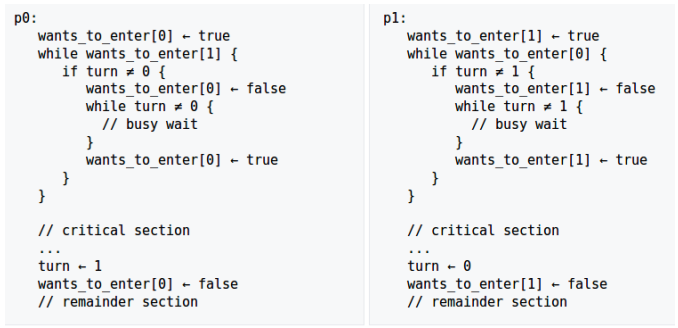 p0:
   wants_to_enter[0] ← true
   while wants_to_enter[1] {
      if turn ≠ 0 {
         wants_to_enter[0] ← false
         while turn ≠ 0 {
           // busy wait
         }
         wants_to_enter[0] ← true
      }
   }

   // critical section
   ...
   turn ← 1
   wants_to_enter[0] ← false
   // remainder section
p1:
   wants_to_enter[1] ← true
   while wants_to_enter[0] {
      if turn ≠ 1 {
         wants_to_enter[1] ← false
         while turn ≠ 1 {
           // busy wait
         }
         wants_to_enter[1] ← true
      }
   }

   // critical section
   ...
   turn ← 0
   wants_to_enter[1] ← false
   // remainder section